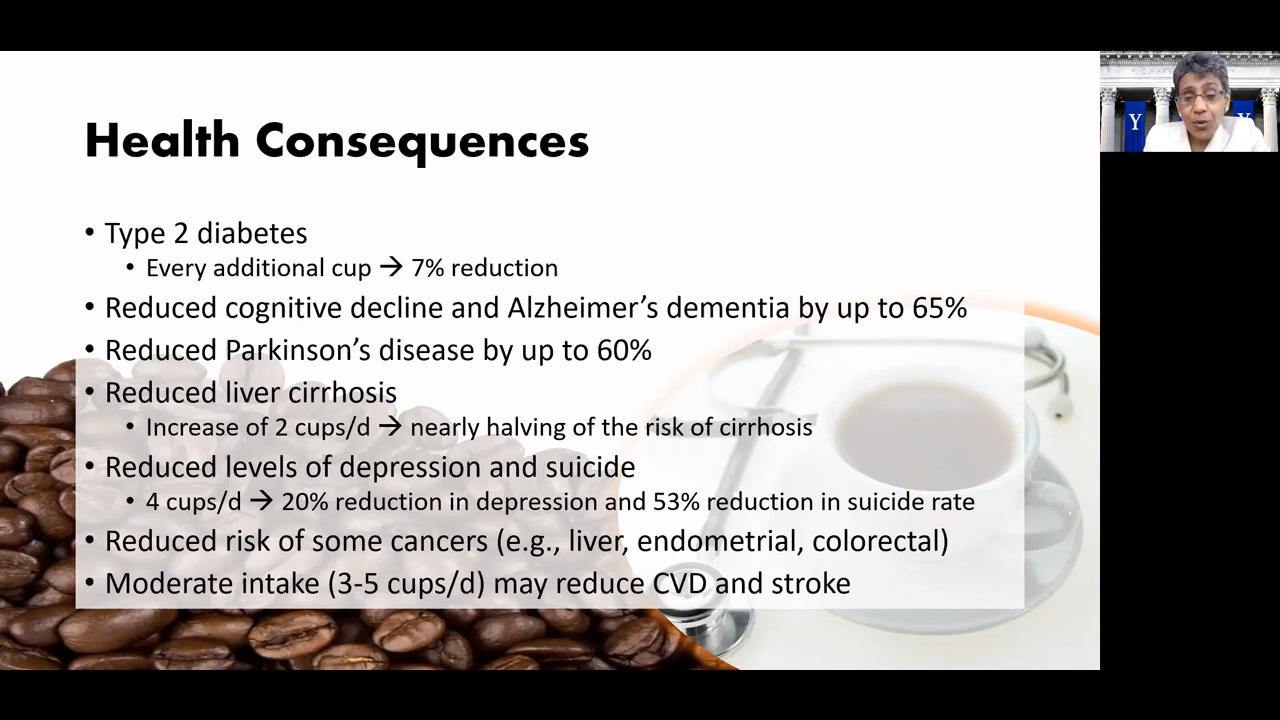 Health Consequences
• Type 2 diabetes
• Every additional cup → 7% reduction
• Reduced cognitive decline and Alzheimer’s dementia by up to 65%
• Reduced Parkinson’s disease by up to 60%
• Reduced liver cirrhosis
• Increase of 2 cups/d → nearly halving of the risk of cirrhosis
• Reduced levels of depression and suicide
• 4 cups/d → 20% reduction in depression and 53% reduction in suicide rate
• Reduced risk of some cancers (e.g., liver, endometrial, colorectal)
• Moderate intake (3-5 cups/d) may reduce CVD and stroke
Y